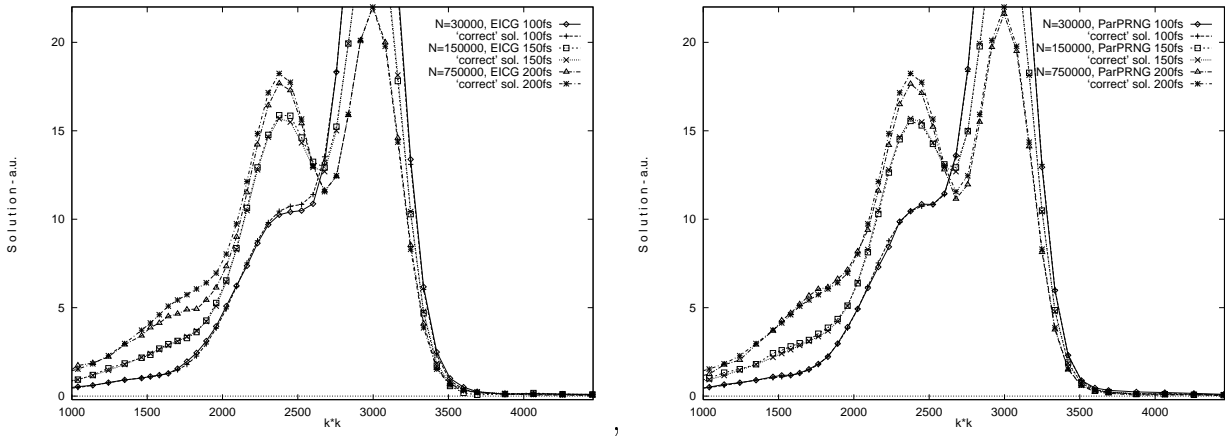 N=30000, EICG 100fs
'correct' sol. 100fs
N=150000, EICG 150fs
'correct' sol. 150fs
N=750000, EICG 200fs
'correct' sol. 200fs
Solution-a.u.
20
15
10
5
0
1000 1500 2000 2500 3000 3500 4000
k*k
,
N=30000, ParPRNG 100fs
'correct' sol. 100fs
N=150000, ParPRNG 150fs
'correct' sol. 150fs
N=750000, ParPRNG 200fs
'correct' sol. 200fs
Solution-a.u.
20
15
10
5
0
1000 1500 2000 2500 3000 3500 4000
k*k